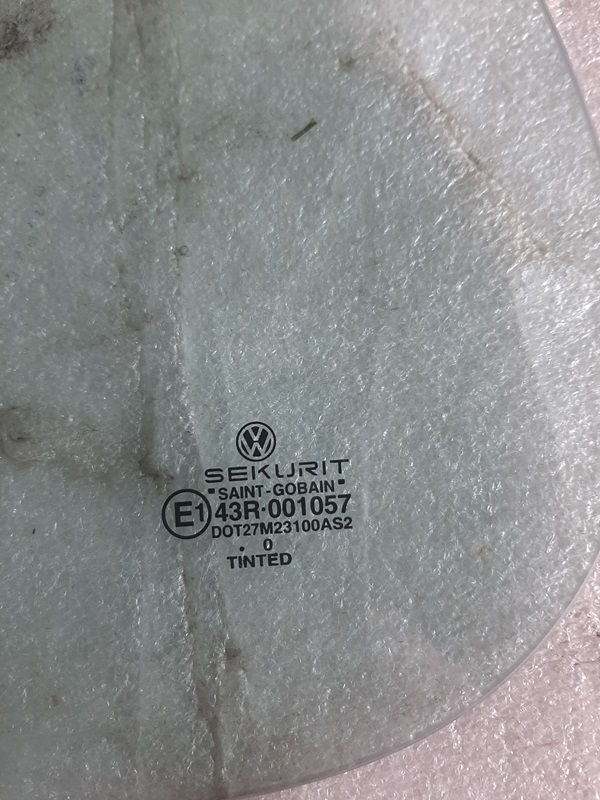 SEKURIT
SAINT-GOBAIN
E1 43R-001057
DOT27M23100AS2
. 0
TINTED